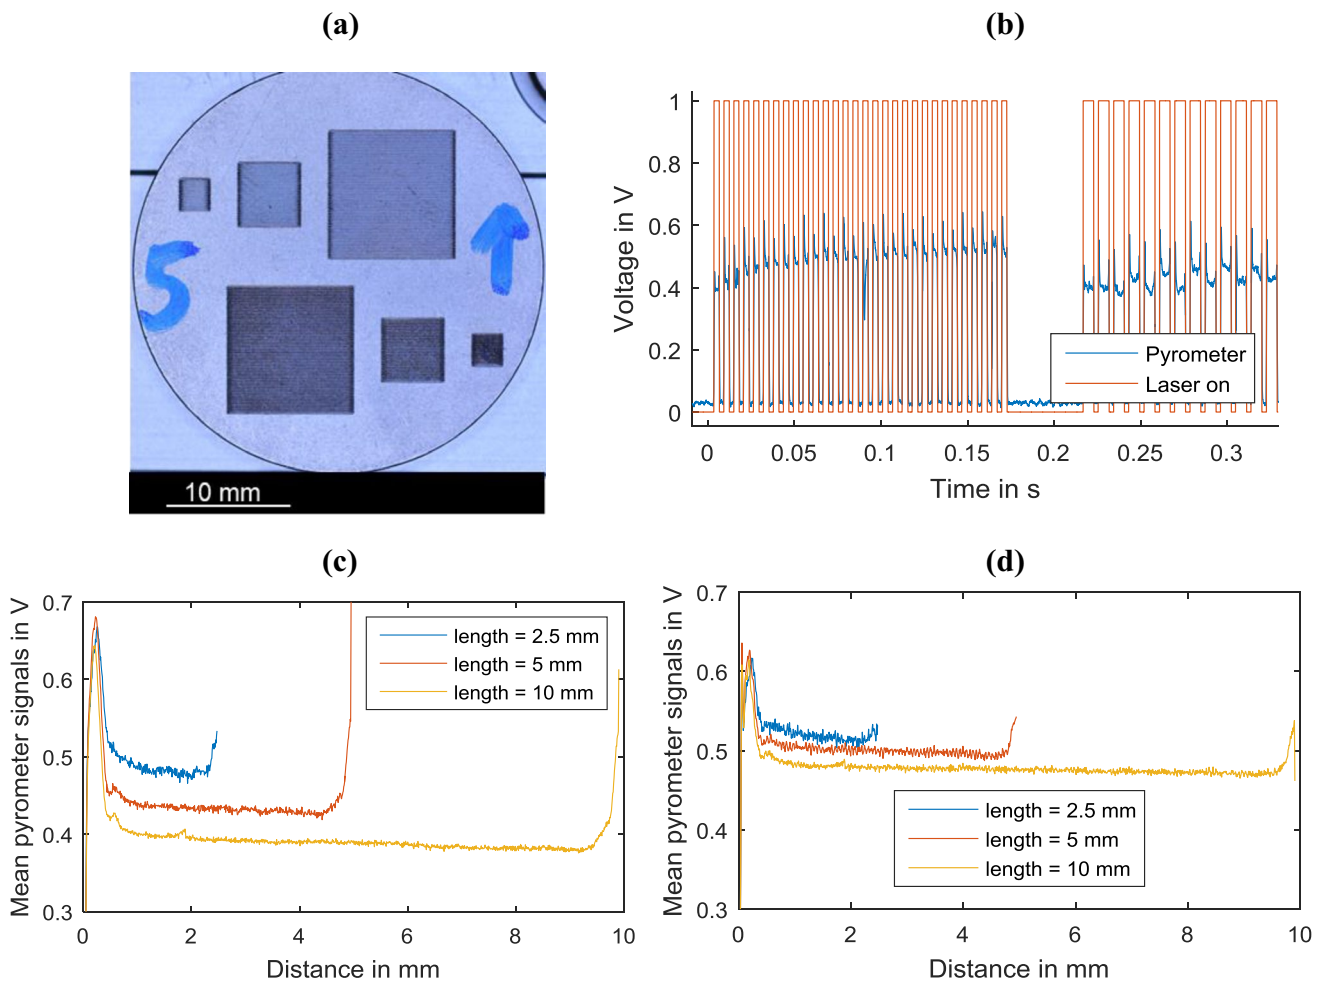 (a)
5
10 mm
(b)
Voltage in V
1
0.8
0.6
0.4
0.2
0
0 0.05 0.1 0.15 0.2 0.25 0.3
Time in s
Pyrometer
Laser on
(c)
Mean pyrometer signals in V
0.7
0.6
0.5
0.4
0.3
0 2 4 6 8 10
Distance in mm
length = 2.5 mm
length = 5 mm
length = 10 mm
(d)
Mean pyrometer signals in V
0.7
0.6
0.5
0.4
0.3
0 2 4 6 8 10
Distance in mm
length = 2.5 mm
length = 5 mm
length = 10 mm